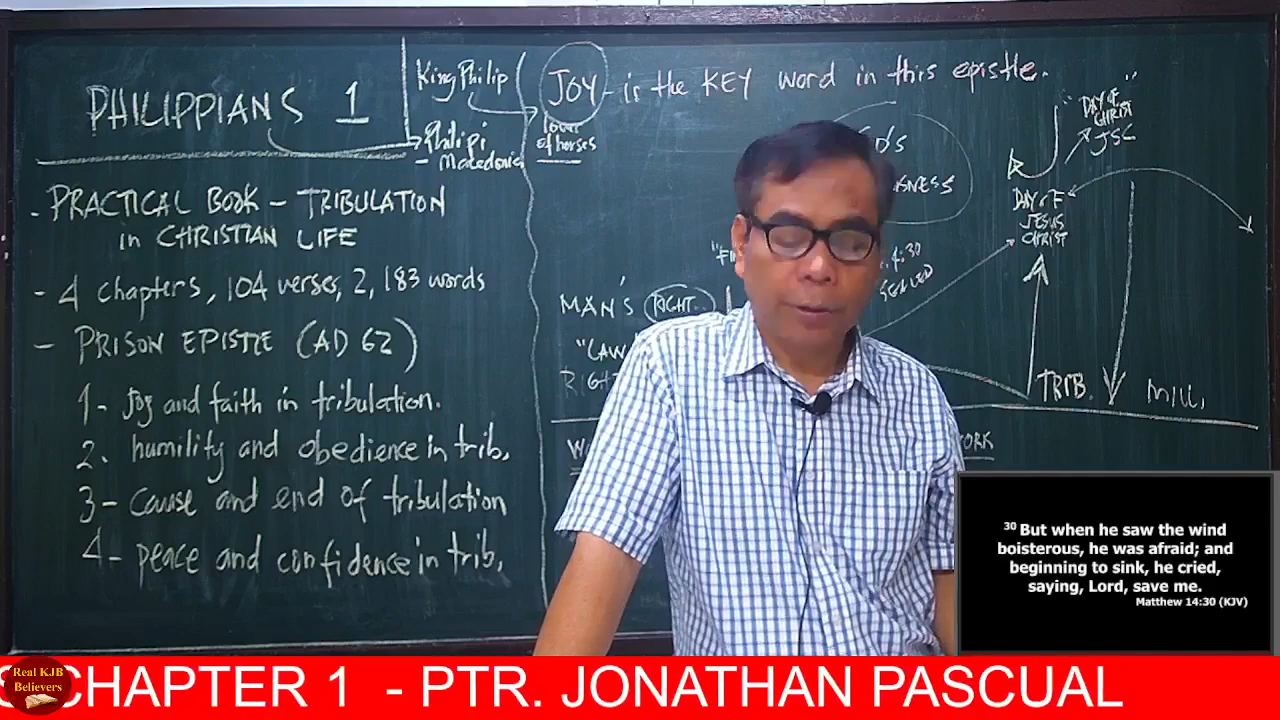 PHILIPPIANS 1
King Philip
Philipi
- Macedonia
JOY - is the KEY word in this epistle.
lover
of horses
- PRACTICAL BOOK - TRIBULATION
in CHRISTIAN LIFE
- 4 chapters, 104 verses, 2,183 words
- PRISON EPISTLE (AD 62)
1 - joy and faith in tribulation.
2. humility and obedience in trib.
3 - cause and end of tribulation
4 - peace and confidence in trib.
MAN'S RIGHT..
"LAW
4:30
SEALED
"DAY OF
CHRIST"
JSC
DAY OF
JESUS
CHRIST
TRIB.
MILL.
30 But when he saw the wind
boisterous, he was afraid; and
beginning to sink, he cried,
saying, Lord, save me.
Matthew 14:30 (KJV)
Real KJB
Believers
CHAPTER 1 - PTR. JONATHAN PASCUAL